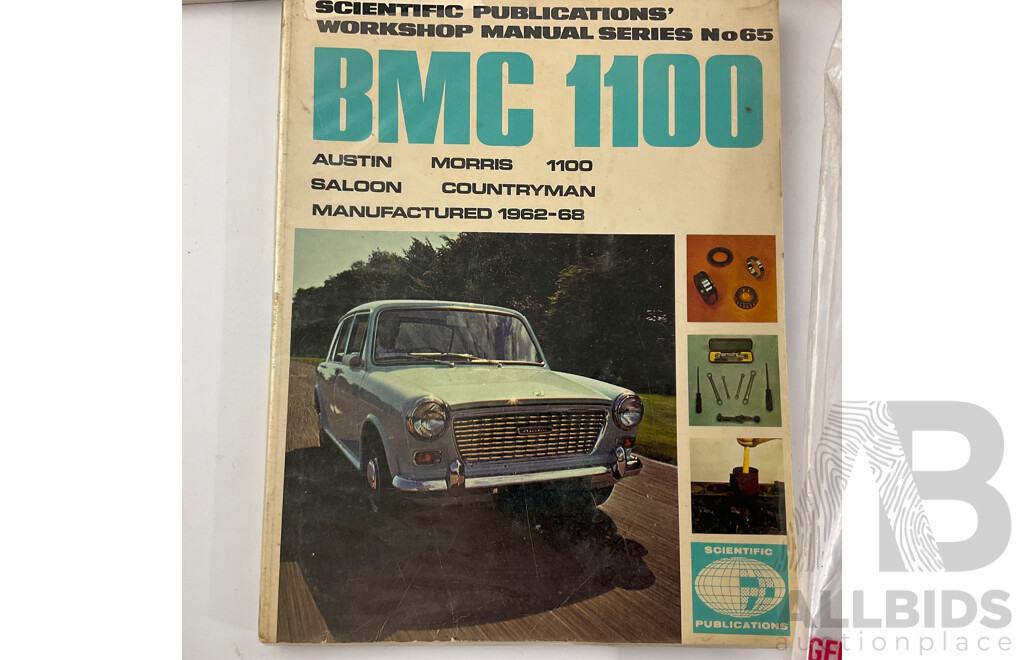 SCIENTIFIC PUBLICATIONS'
WORKSHOP MANUAL SERIES No65
BMC 1100
AUSTIN MORRIS 1100
SALOON COUNTRYMAN
MANUFACTURED 1962-68
SCIENTIFIC
PUBLICATIONS
AB
ALLBIDS
auctionplace